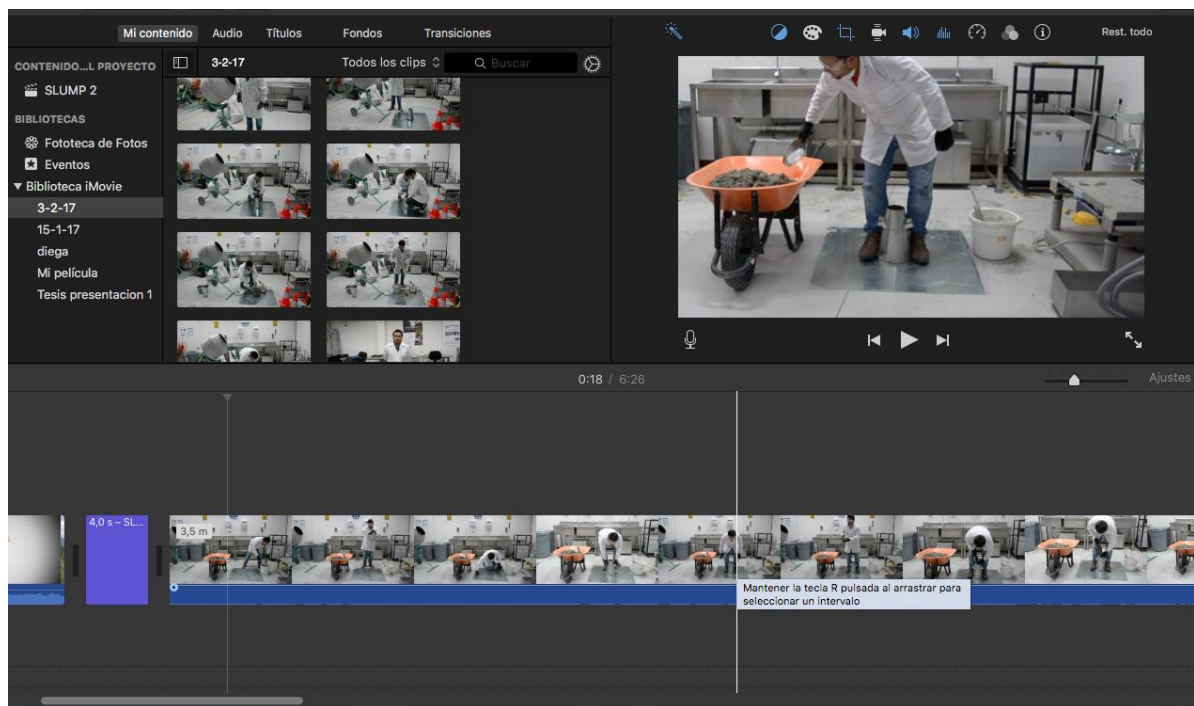 Mi contenido Audio Títulos Fondos Transiciones
Rest. todo
CONTENIDO...L PROYECTO
3-2-17 Todos los clips Buscar
SLUMP 2
BIBLIOTECAS
Fototeca de Fotos
Eventos
Biblioteca iMovie
3-2-17
15-1-17
diega
Mi película
Tesis presentacion 1
0:18 / 6:26
Ajustes
4,0 s – SL...
3,5 m
Mantener la tecla R pulsada al arrastrar para
seleccionar un intervalo